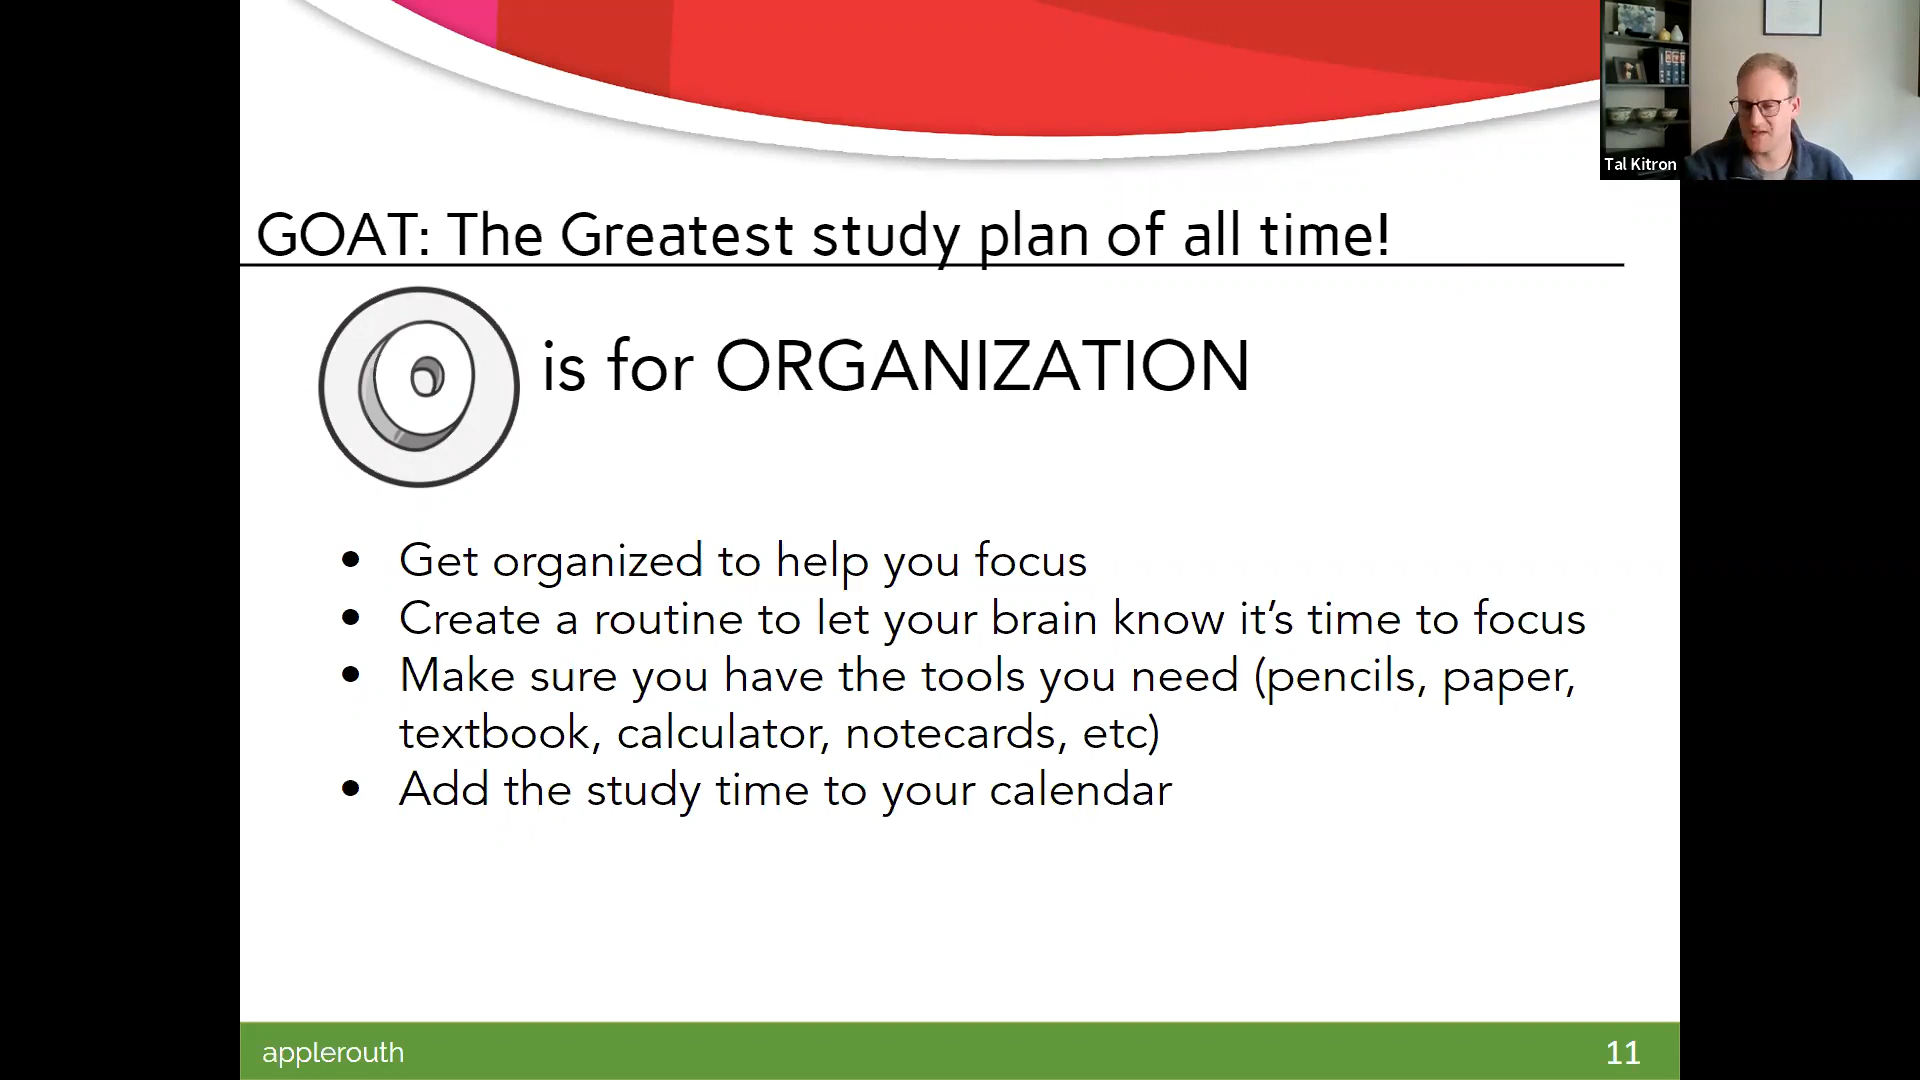 Tal Kitron
GOAT: The Greatest study plan of all time!
O is for ORGANIZATION
• Get organized to help you focus
• Create a routine to let your brain know it’s time to focus
• Make sure you have the tools you need (pencils, paper,
textbook, calculator, notecards, etc)
• Add the study time to your calendar
applerouth
11